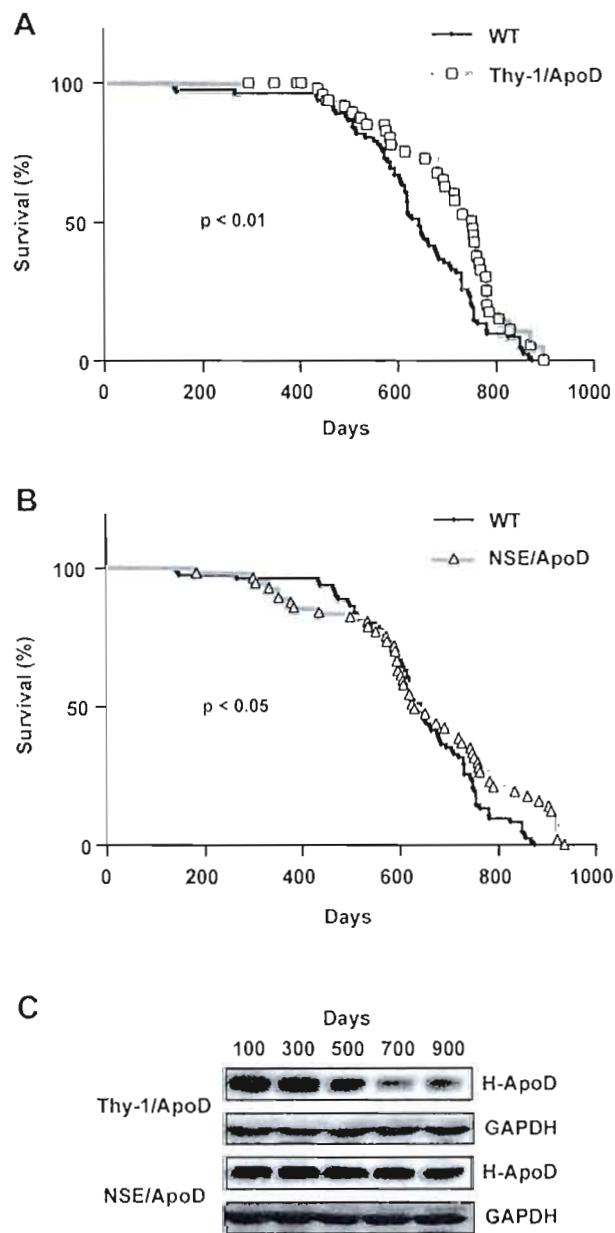 A
WT
Thy-1/ApoD
100
50
0
Survival (%)
p < 0.01
0 200 400 600 800 1000
Days
B
WT
NSE/ApoD
100
50
0
Survival (%)
p < 0.05
0 200 400 600 800 1000
Days
C
Days
100 300 500 700 900
Thy-1/ApoD
H-ApoD
GAPDH
NSE/ApoD
H-ApoD
GAPDH